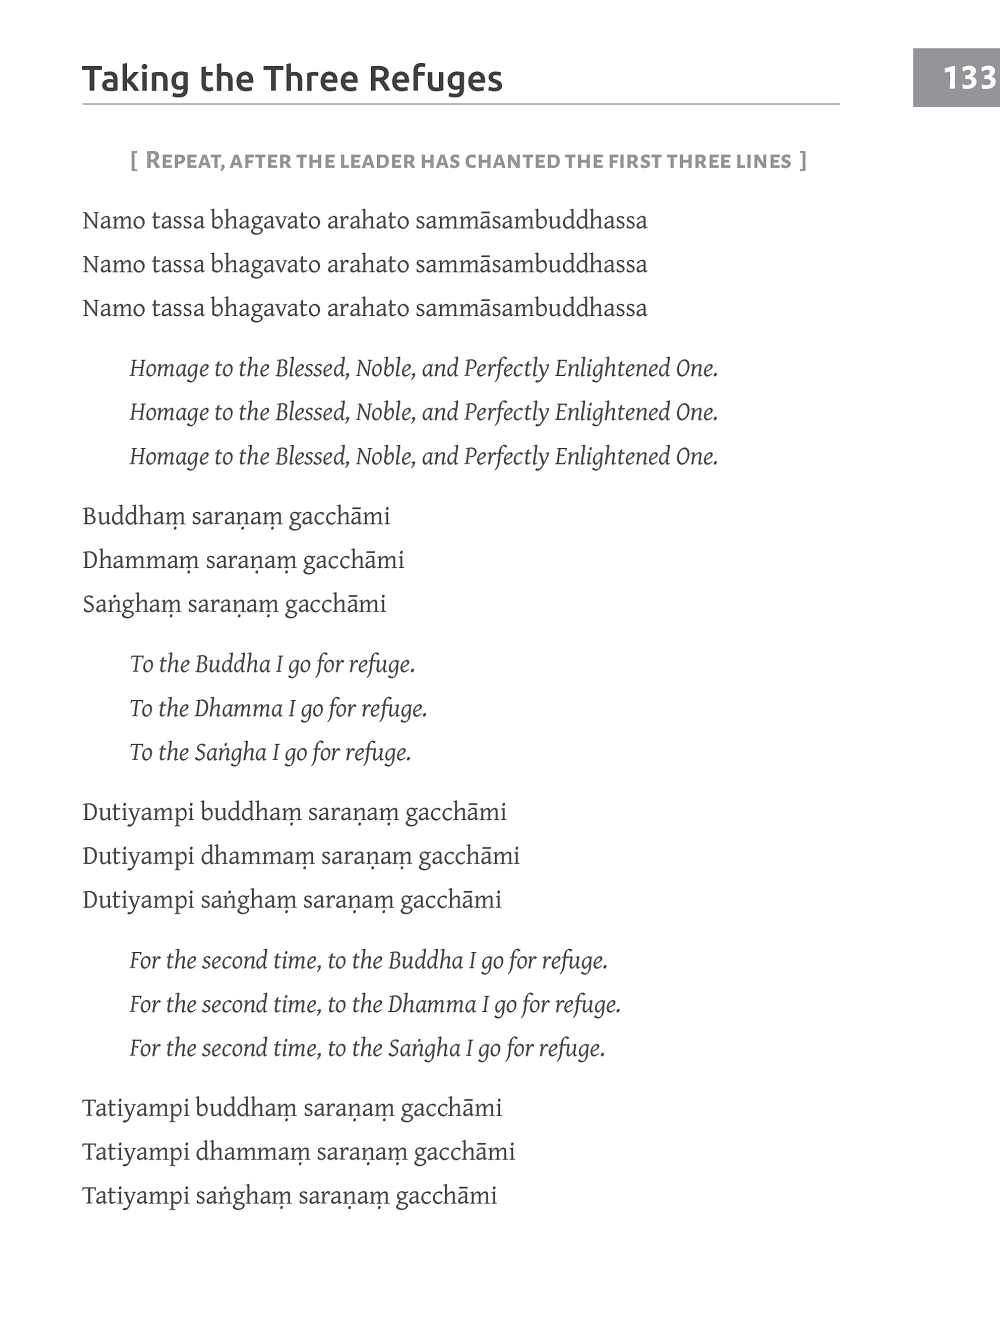 Taking the Three Refuges
133
[ Repeat, after the leader has chanted the first three lines ]
Namo tassa bhagavato arahato sammāsambuddhassa
Namo tassa bhagavato arahato sammāsambuddhassa
Namo tassa bhagavato arahato sammāsambuddhassa
Homage to the Blessed, Noble, and Perfectly Enlightened One.
Homage to the Blessed, Noble, and Perfectly Enlightened One.
Homage to the Blessed, Noble, and Perfectly Enlightened One.
Buddhaṃ saraṇaṃ gacchāmi
Dhammaṃ saraṇaṃ gacchāmi
Saṅghaṃ saraṇaṃ gacchāmi
To the Buddha I go for refuge.
To the Dhamma I go for refuge.
To the Saṅgha I go for refuge.
Dutiyampi buddhaṃ saraṇaṃ gacchāmi
Dutiyampi dhammaṃ saraṇaṃ gacchāmi
Dutiyampi saṅghaṃ saraṇaṃ gacchāmi
For the second time, to the Buddha I go for refuge.
For the second time, to the Dhamma I go for refuge.
For the second time, to the Saṅgha I go for refuge.
Tatiyampi buddhaṃ saraṇaṃ gacchāmi
Tatiyampi dhammaṃ saraṇaṃ gacchāmi
Tatiyampi saṅghaṃ saraṇaṃ gacchāmi